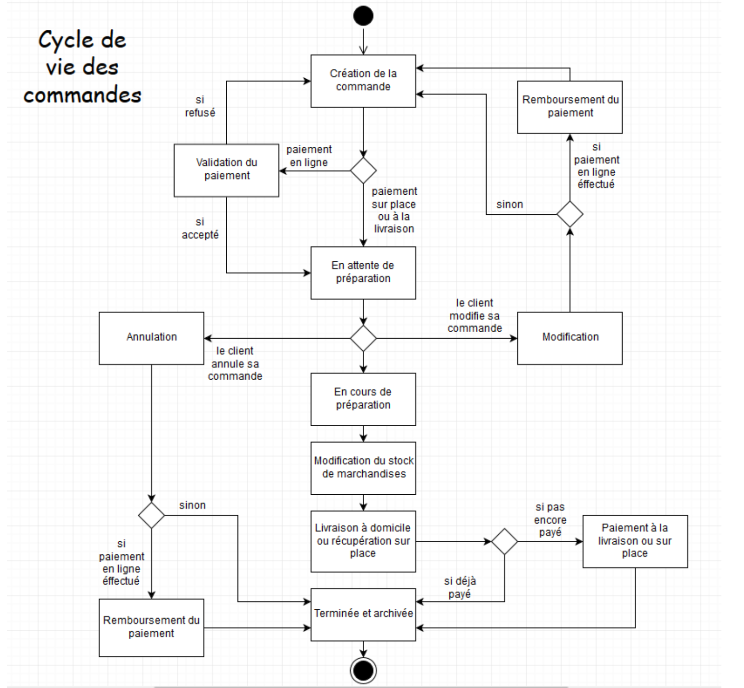 Cycle de
vie des
commandes
Création de la
commande
si
refusé
Remboursement du
paiement
paiement
en ligne
Validation du
paiement
si
paiement
en ligne
éffectué
paiement
sur place
ou à la
livraison
sinon
si
accepté
En attente de
préparation
le client
modifie sa
commande
Annulation
Modification
le client
annule sa
commande
En cours de
préparation
Modification du stock
de marchandises
sinon
si pas
encore
payé
Livraison à domicile
ou récupération sur
place
Paiement à la
livraison ou sur
place
si
paiement
en ligne
éffectué
si déjà
payé
Terminée et archivée
Remboursement du
paiement